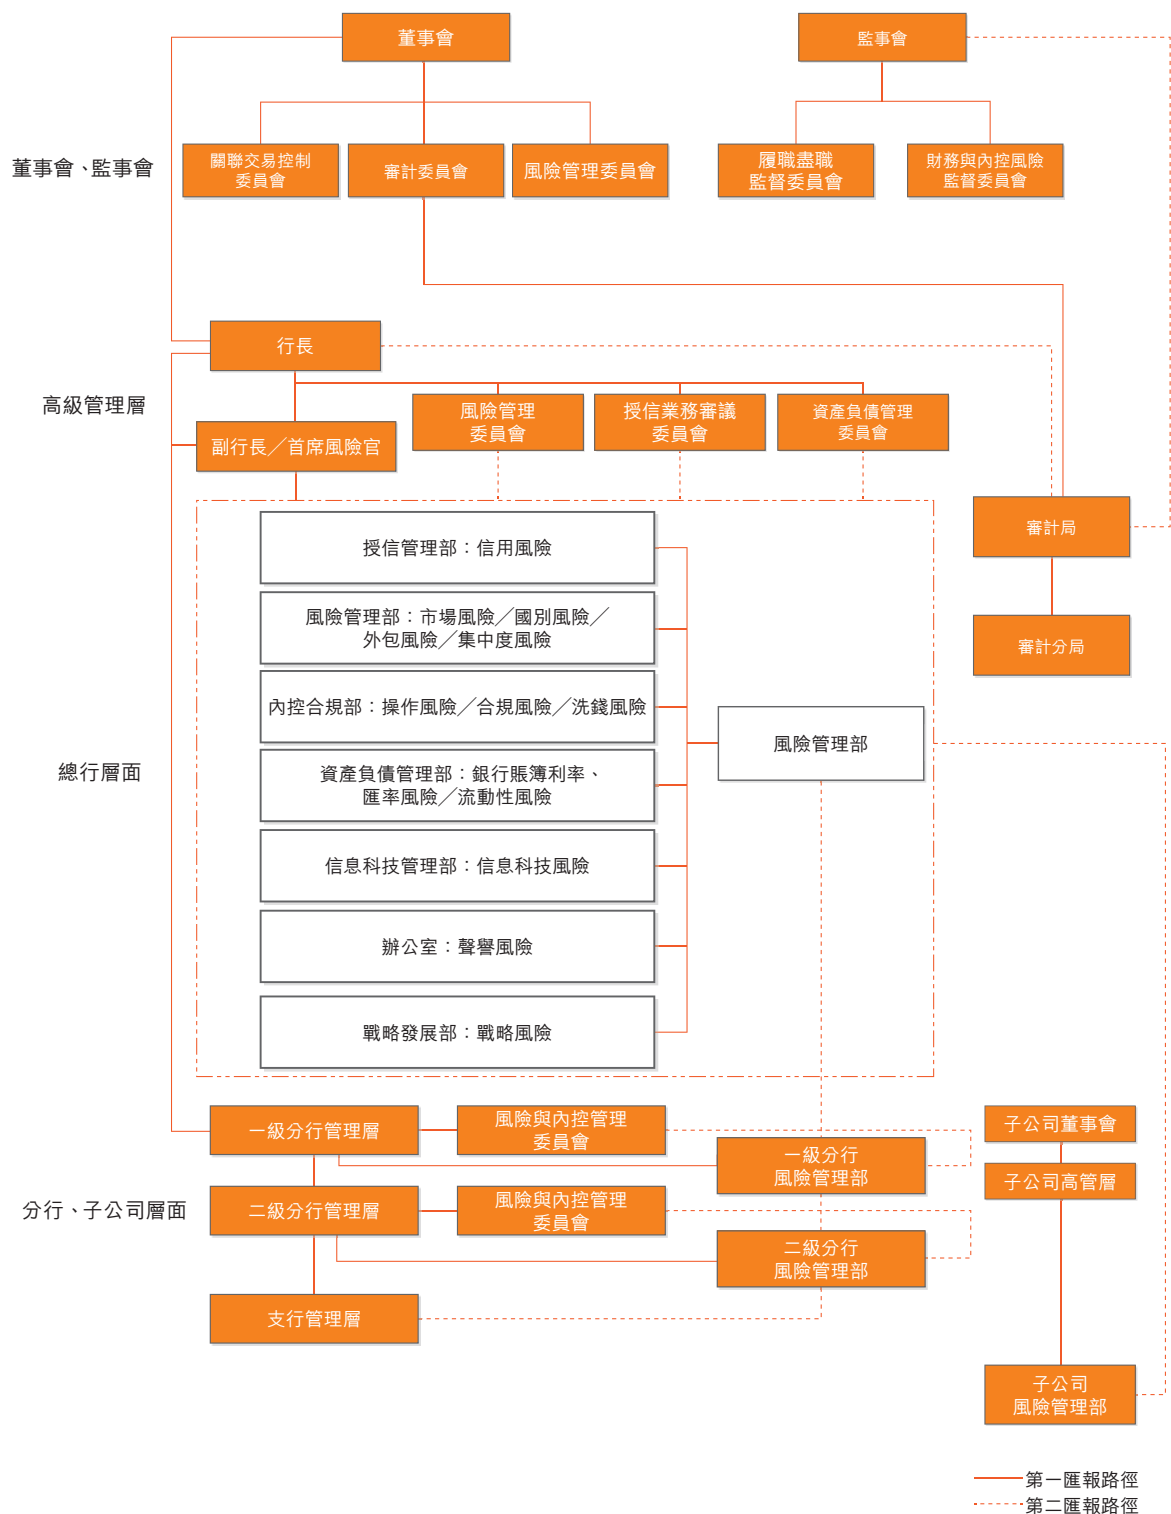 董事會
監事會
董事會、監事會
關聯交易控制
委員會
審計委員會
風險管理委員會
履職盡職
監督委員會
財務與內控風險
監督委員會
行長
高級管理層
副行長／首席風險官
風險管理
委員會
授信業務審議
委員會
資產負債管理
委員會
審計局
審計分局
總行層面
授信管理部：信用風險
風險管理部：市場風險／國別風險／
外包風險／集中度風險
內控合規部：操作風險／合規風險／洗錢風險
資產負債管理部：銀行賬簿利率、
匯率風險／流動性風險
信息科技管理部：信息科技風險
辦公室：聲譽風險
戰略發展部：戰略風險
風險管理部
分行、子公司層面
一級分行管理層
風險與內控管理
委員會
一級分行
風險管理部
二級分行管理層
風險與內控管理
委員會
二級分行
風險管理部
支行管理層
子公司董事會
子公司高管層
子公司
風險管理部
第一匯報路徑
第二匯報路徑